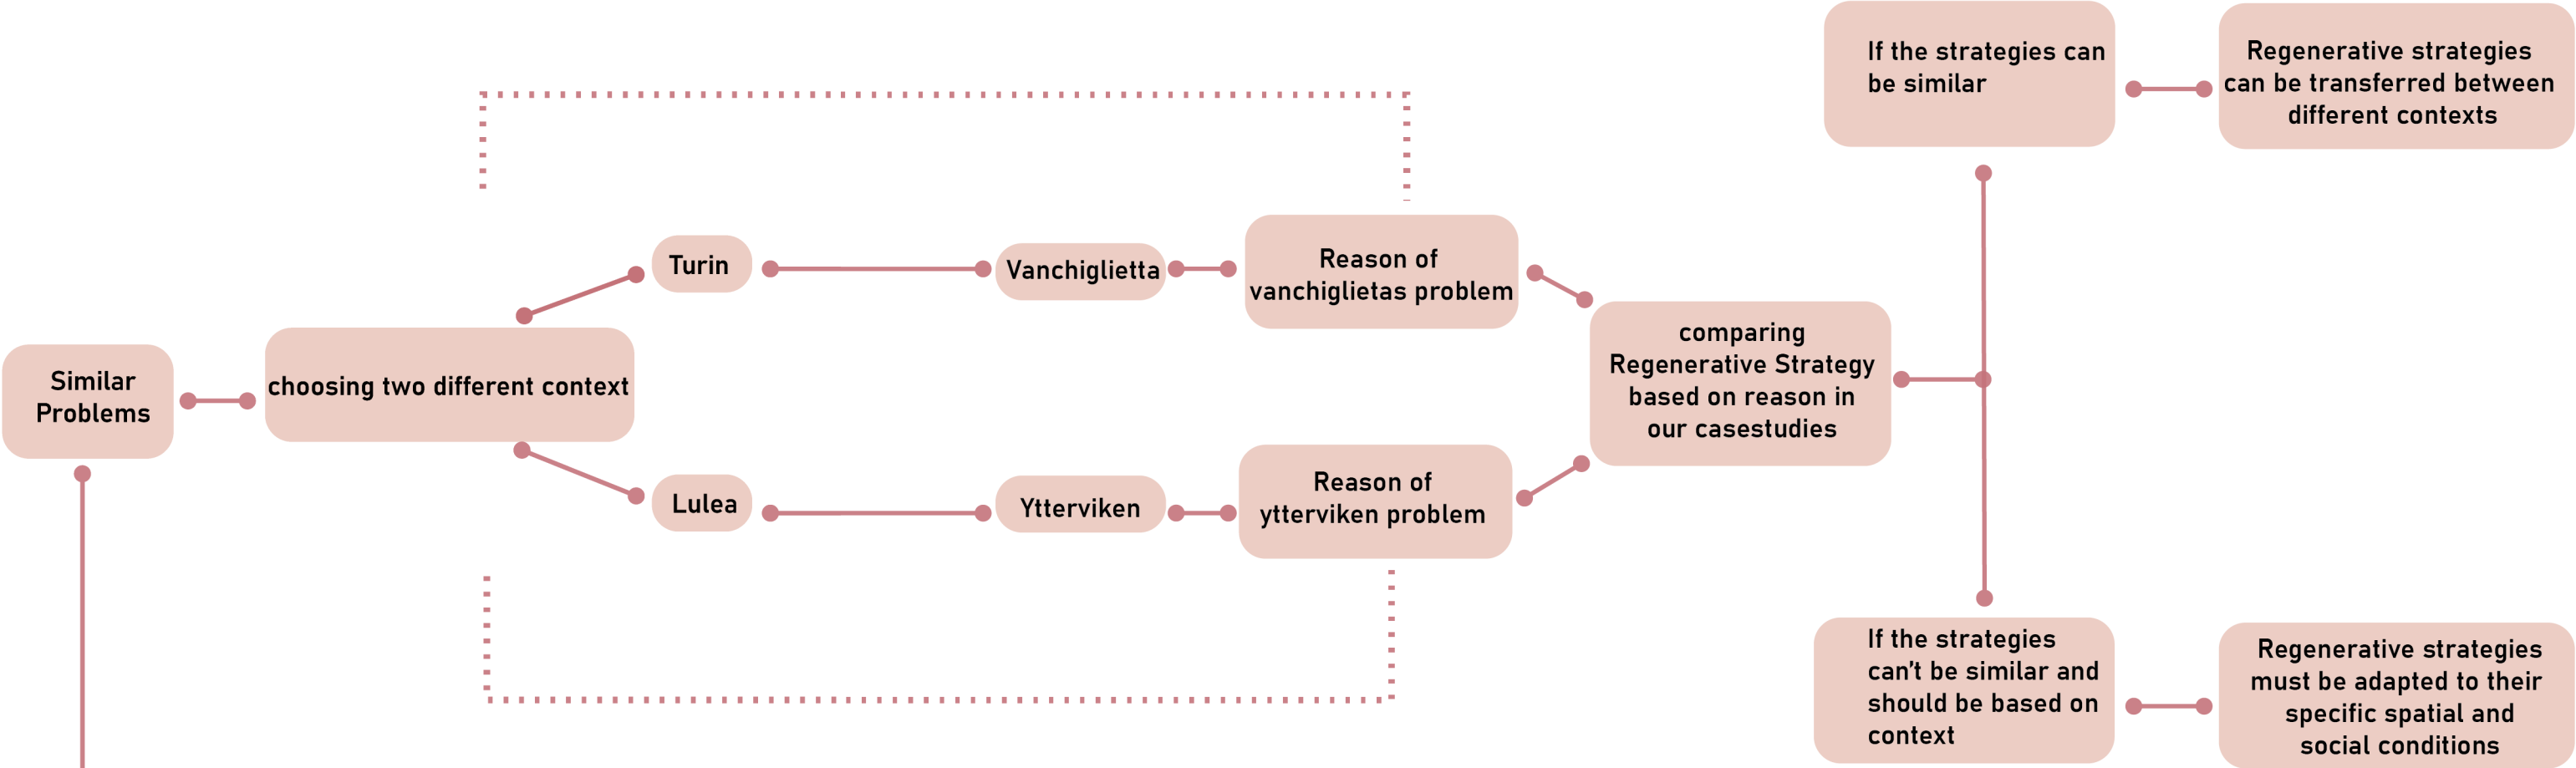 Similar
Problems
choosing two different context
Turin
Vanchiglietta
Reason of
vanchiglietas problem
Lulea
Ytterviken
Reason of
ytterviken problem
comparing
Regenerative Strategy
based on reason in
our casestudies
If the strategies can
be similar
Regenerative strategies
can be transferred between
different contexts
If the strategies
can't be similar and
should be based on
context
Regenerative strategies
must be adapted to their
specific spatial and
social conditions